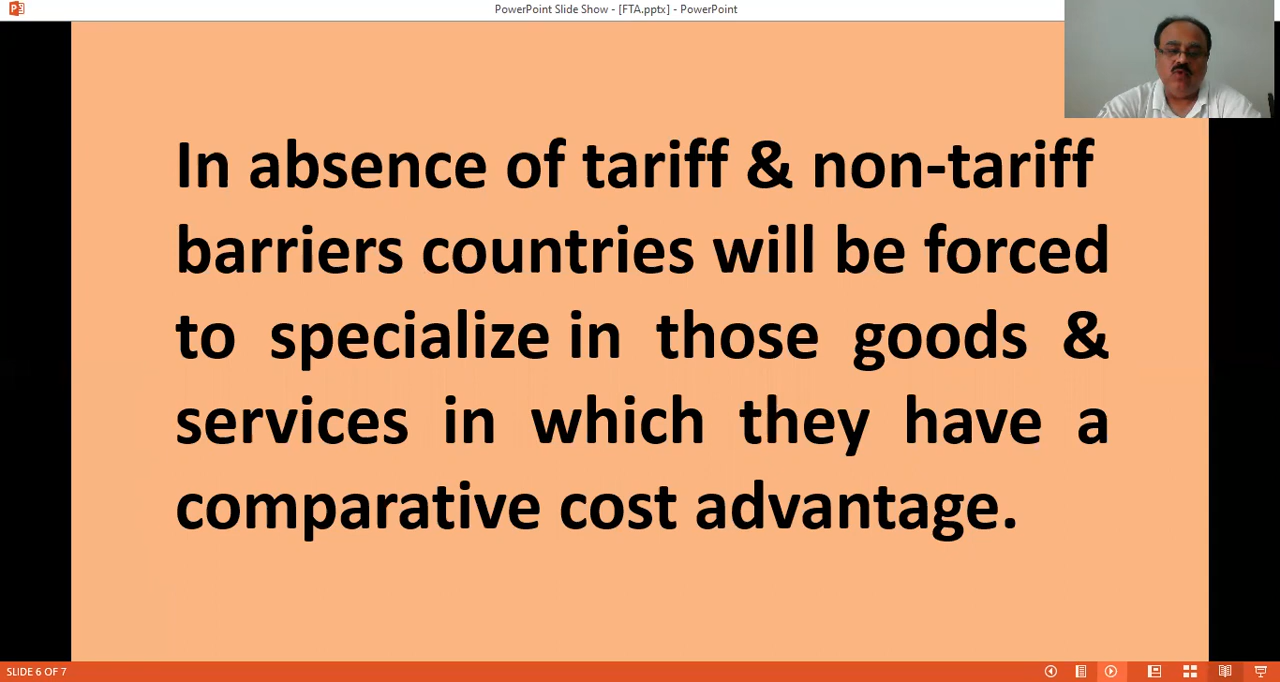 PowerPoint Slide Show - [FTA.pptx] - PowerPoint
In absence of tariff & non-tariff
barriers countries will be forced
to specialize in those goods &
services in which they have a
comparative cost advantage.
SLIDE 6 OF 7